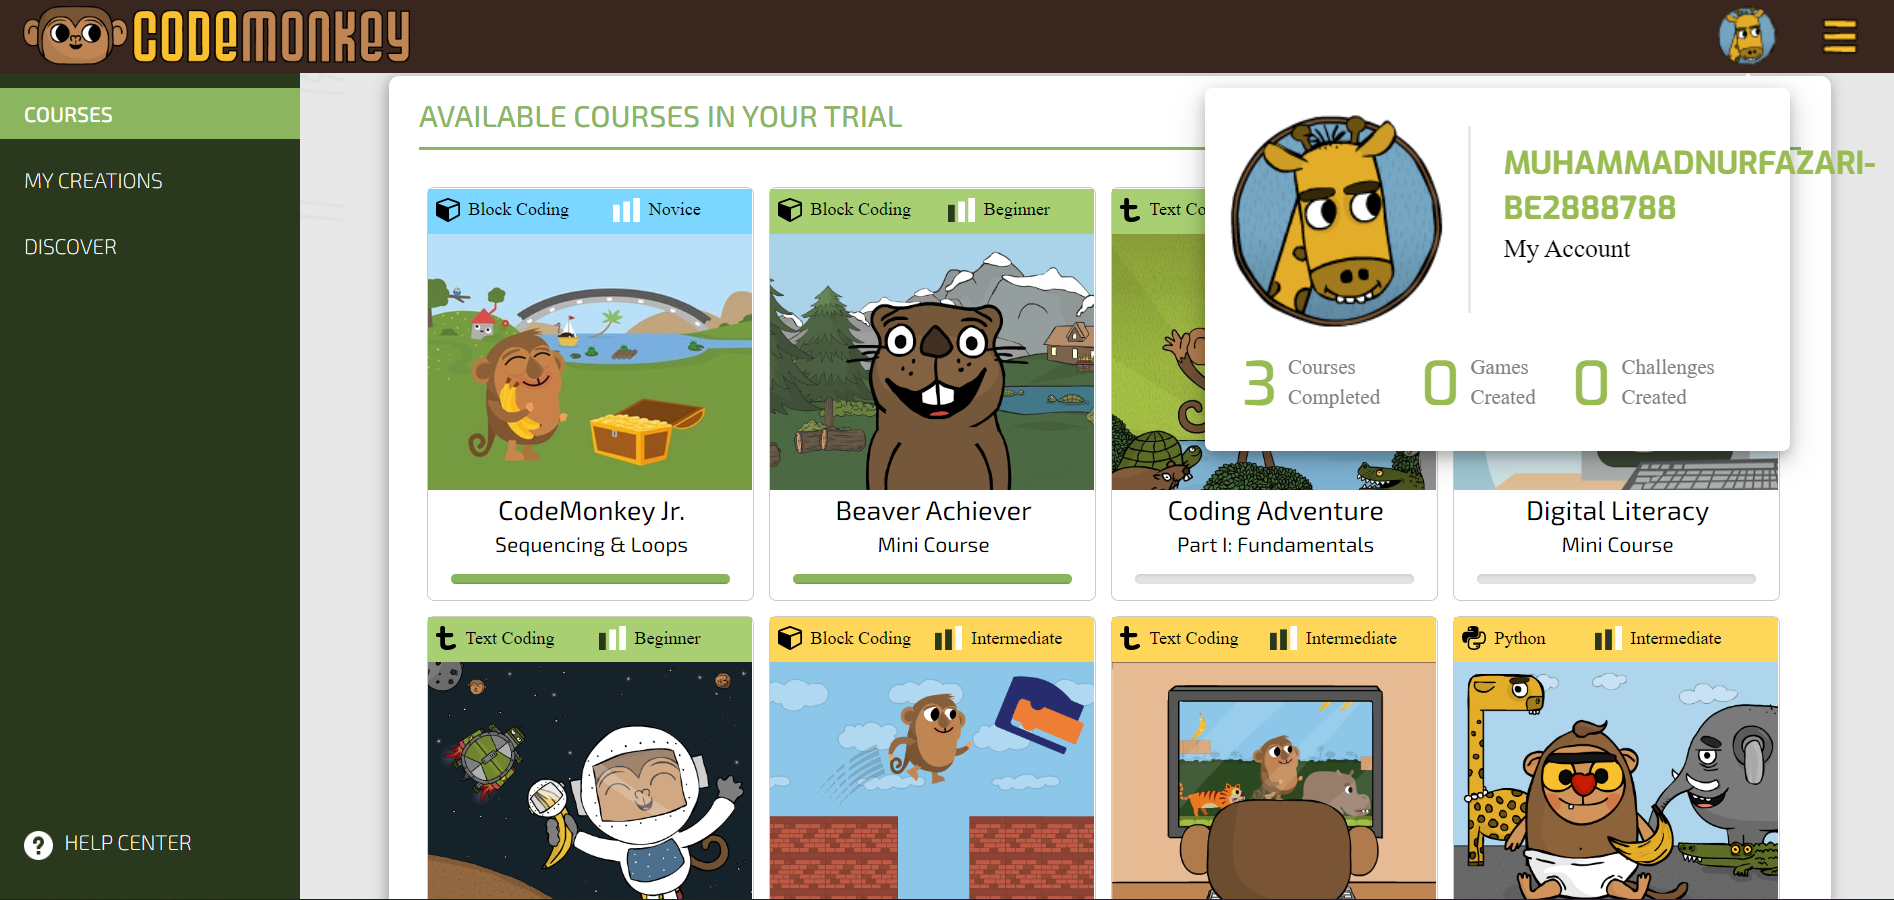 CODEMONKEY
COURSES
MY CREATIONS
DISCOVER
? HELP CENTER
AVAILABLE COURSES IN YOUR TRIAL
MUHAMMADNURFAZARI-
BE2888788
My Account
3 Courses Completed
0 Games Created
0 Challenges Created
Block Coding Novice
CodeMonkey Jr.
Sequencing & Loops
Block Coding Beginner
Beaver Achiever
Mini Course
t Text Co
Coding Adventure
Part I: Fundamentals
Digital Literacy
Mini Course
t Text Coding Beginner
Block Coding Intermediate
t Text Coding Intermediate
Python Intermediate